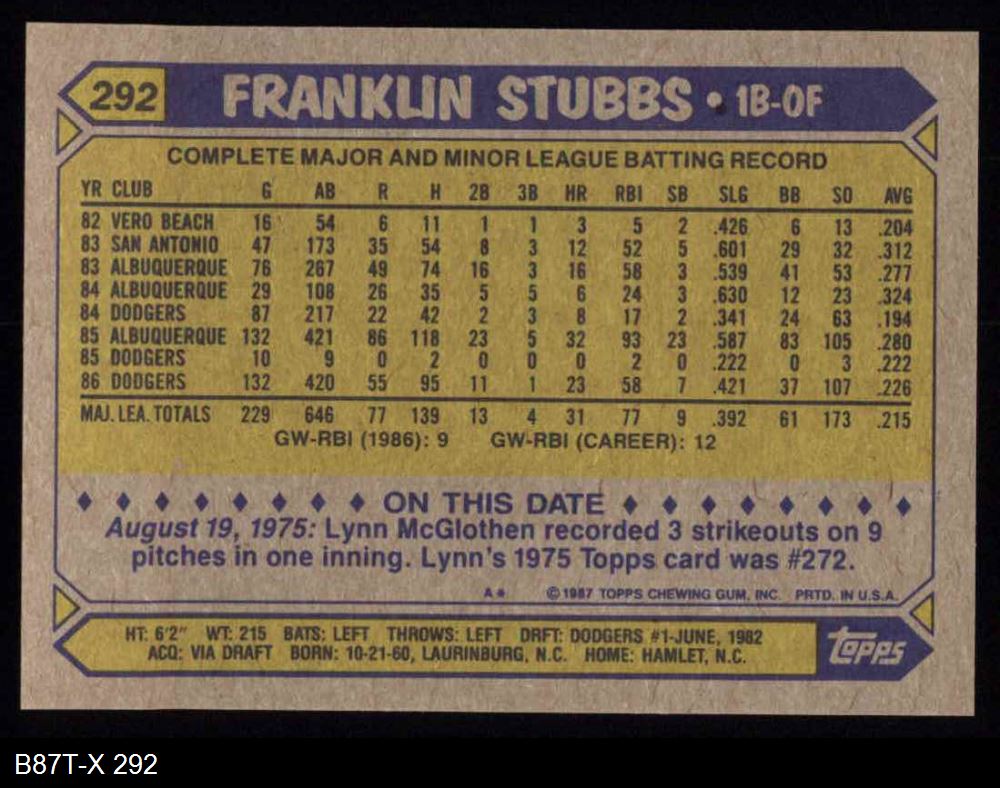 292 FRANKLIN STUBBS • 1B-OF
COMPLETE MAJOR AND MINOR LEAGUE BATTING RECORD
YR CLUB G AB R H 2B 3B HR RBI SB SLG BB SO AVG
82 VERO BEACH 16 54 6 11 1 1 3 5 2 .426 6 13 .204
83 SAN ANTONIO 47 173 35 54 8 3 12 52 5 .601 29 32 .312
83 ALBUQUERQUE 76 267 49 74 16 3 16 58 3 .539 41 53 .277
84 ALBUQUERQUE 29 108 26 35 5 5 6 24 3 .630 12 23 .324
84 DODGERS 87 217 22 42 2 3 8 17 2 .341 24 63 .194
85 ALBUQUERQUE 132 421 86 118 23 5 32 93 23 .587 83 105 .280
85 DODGERS 10 9 0 2 0 0 0 2 0 .222 0 3 .222
86 DODGERS 132 420 55 95 11 1 23 58 7 .421 37 107 .226
MAJ. LEA. TOTALS 229 646 77 139 13 4 31 77 9 .392 61 173 .215
GW-RBI (1986): 9 GW-RBI (CAREER): 12
♦ ♦ ♦ ♦ ♦ ♦ ♦ ♦ ON THIS DATE ♦ ♦ ♦ ♦ ♦ ♦ ♦ ♦
August 19, 1975: Lynn McGlothen recorded 3 strikeouts on 9
pitches in one inning. Lynn's 1975 Topps card was #272.
A* ©1987 TOPPS CHEWING GUM, INC. PRTD. IN U.S.A.
HT: 6'2" WT: 215 BATS: LEFT THROWS: LEFT DRFT: DODGERS #1-JUNE, 1982
ACQ: VIA DRAFT BORN: 10-21-60, LAURINBURG, N.C. HOME: HAMLET, N.C.
topps
B87T-X 292